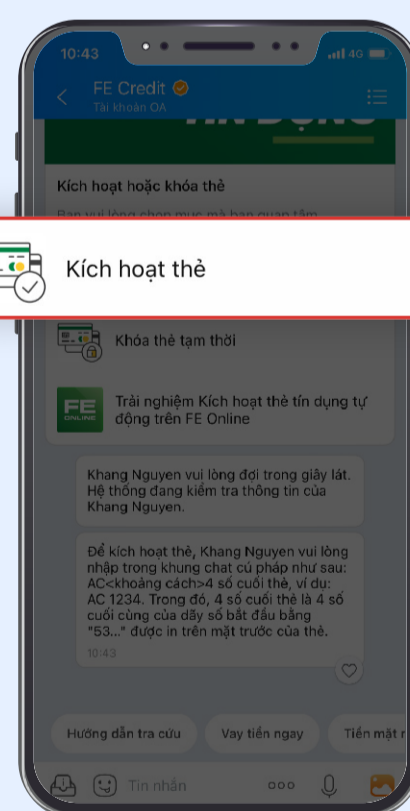 10:43
4G
FE Credit
Tài khoản OA
TÍN DỤNG
Kích hoạt hoặc khóa thẻ
Bạn vui lòng chọn mục mà bạn quan tâm
Kích hoạt thẻ
Khóa thẻ tạm thời
FE
ONLINE
Trải nghiệm Kích hoạt thẻ tín dụng tự
động trên FE Online
Khang Nguyen vui lòng đợi trong giây lát.
Hệ thống đang kiểm tra thông tin của
Khang Nguyen.
Để kích hoạt thẻ, Khang Nguyen vui lòng
nhập trong khung chat cú pháp như sau:
AC<khoảng cách>4 số cuối thẻ, ví dụ:
AC 1234. Trong đó, 4 số cuối thẻ là 4 số
cuối cùng của dãy số bắt đầu bằng
"53..." được in trên mặt trước của thẻ.
10:43
Hướng dẫn tra cứu
Vay tiền ngay
Tiền mặt
Tin nhắn